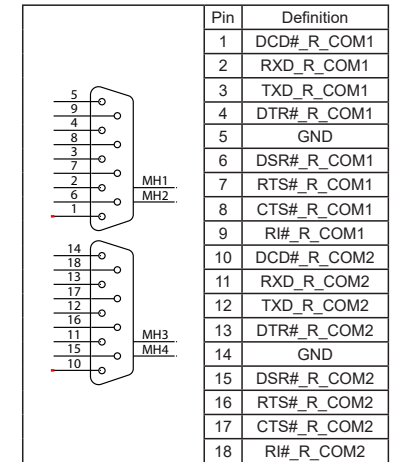 Pin Definition
1 DCD#_R_COM1
2 RXD_R_COM1
3 TXD_R_COM1
4 DTR#_R_COM1
5 GND
6 DSR#_R_COM1
7 RTS#_R_COM1
8 CTS#_R_COM1
9 RI#_R_COM1
10 DCD#_R_COM2
11 RXD_R_COM2
12 TXD_R_COM2
13 DTR#_R_COM2
14 GND
15 DSR#_R_COM2
16 RTS#_R_COM2
17 CTS#_R_COM2
18 RI#_R_COM2
5
9
4
8
3
7
2
6
1
MH1
MH2
14
18
13
17
12
16
11
15
10
MH3
MH4